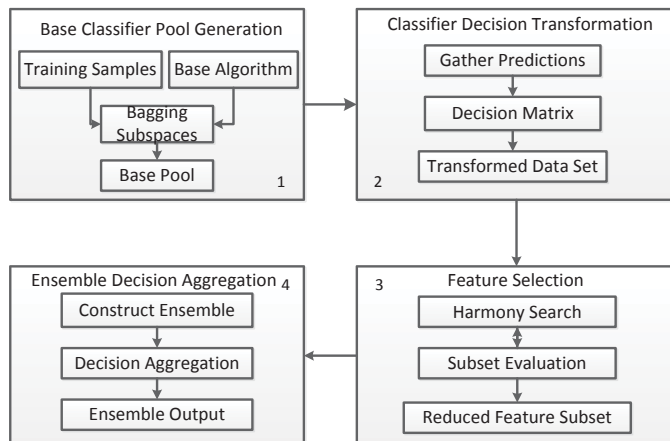 Base Classifier Pool Generation
Training Samples
Base Algorithm
Bagging
Subspaces
Base Pool
1
Classifier Decision Transformation
Gather Predictions
Decision Matrix
Transformed Data Set
2
3
Feature Selection
Harmony Search
Subset Evaluation
Reduced Feature Subset
Ensemble Decision Aggregation 4
Construct Ensemble
Decision Aggregation
Ensemble Output